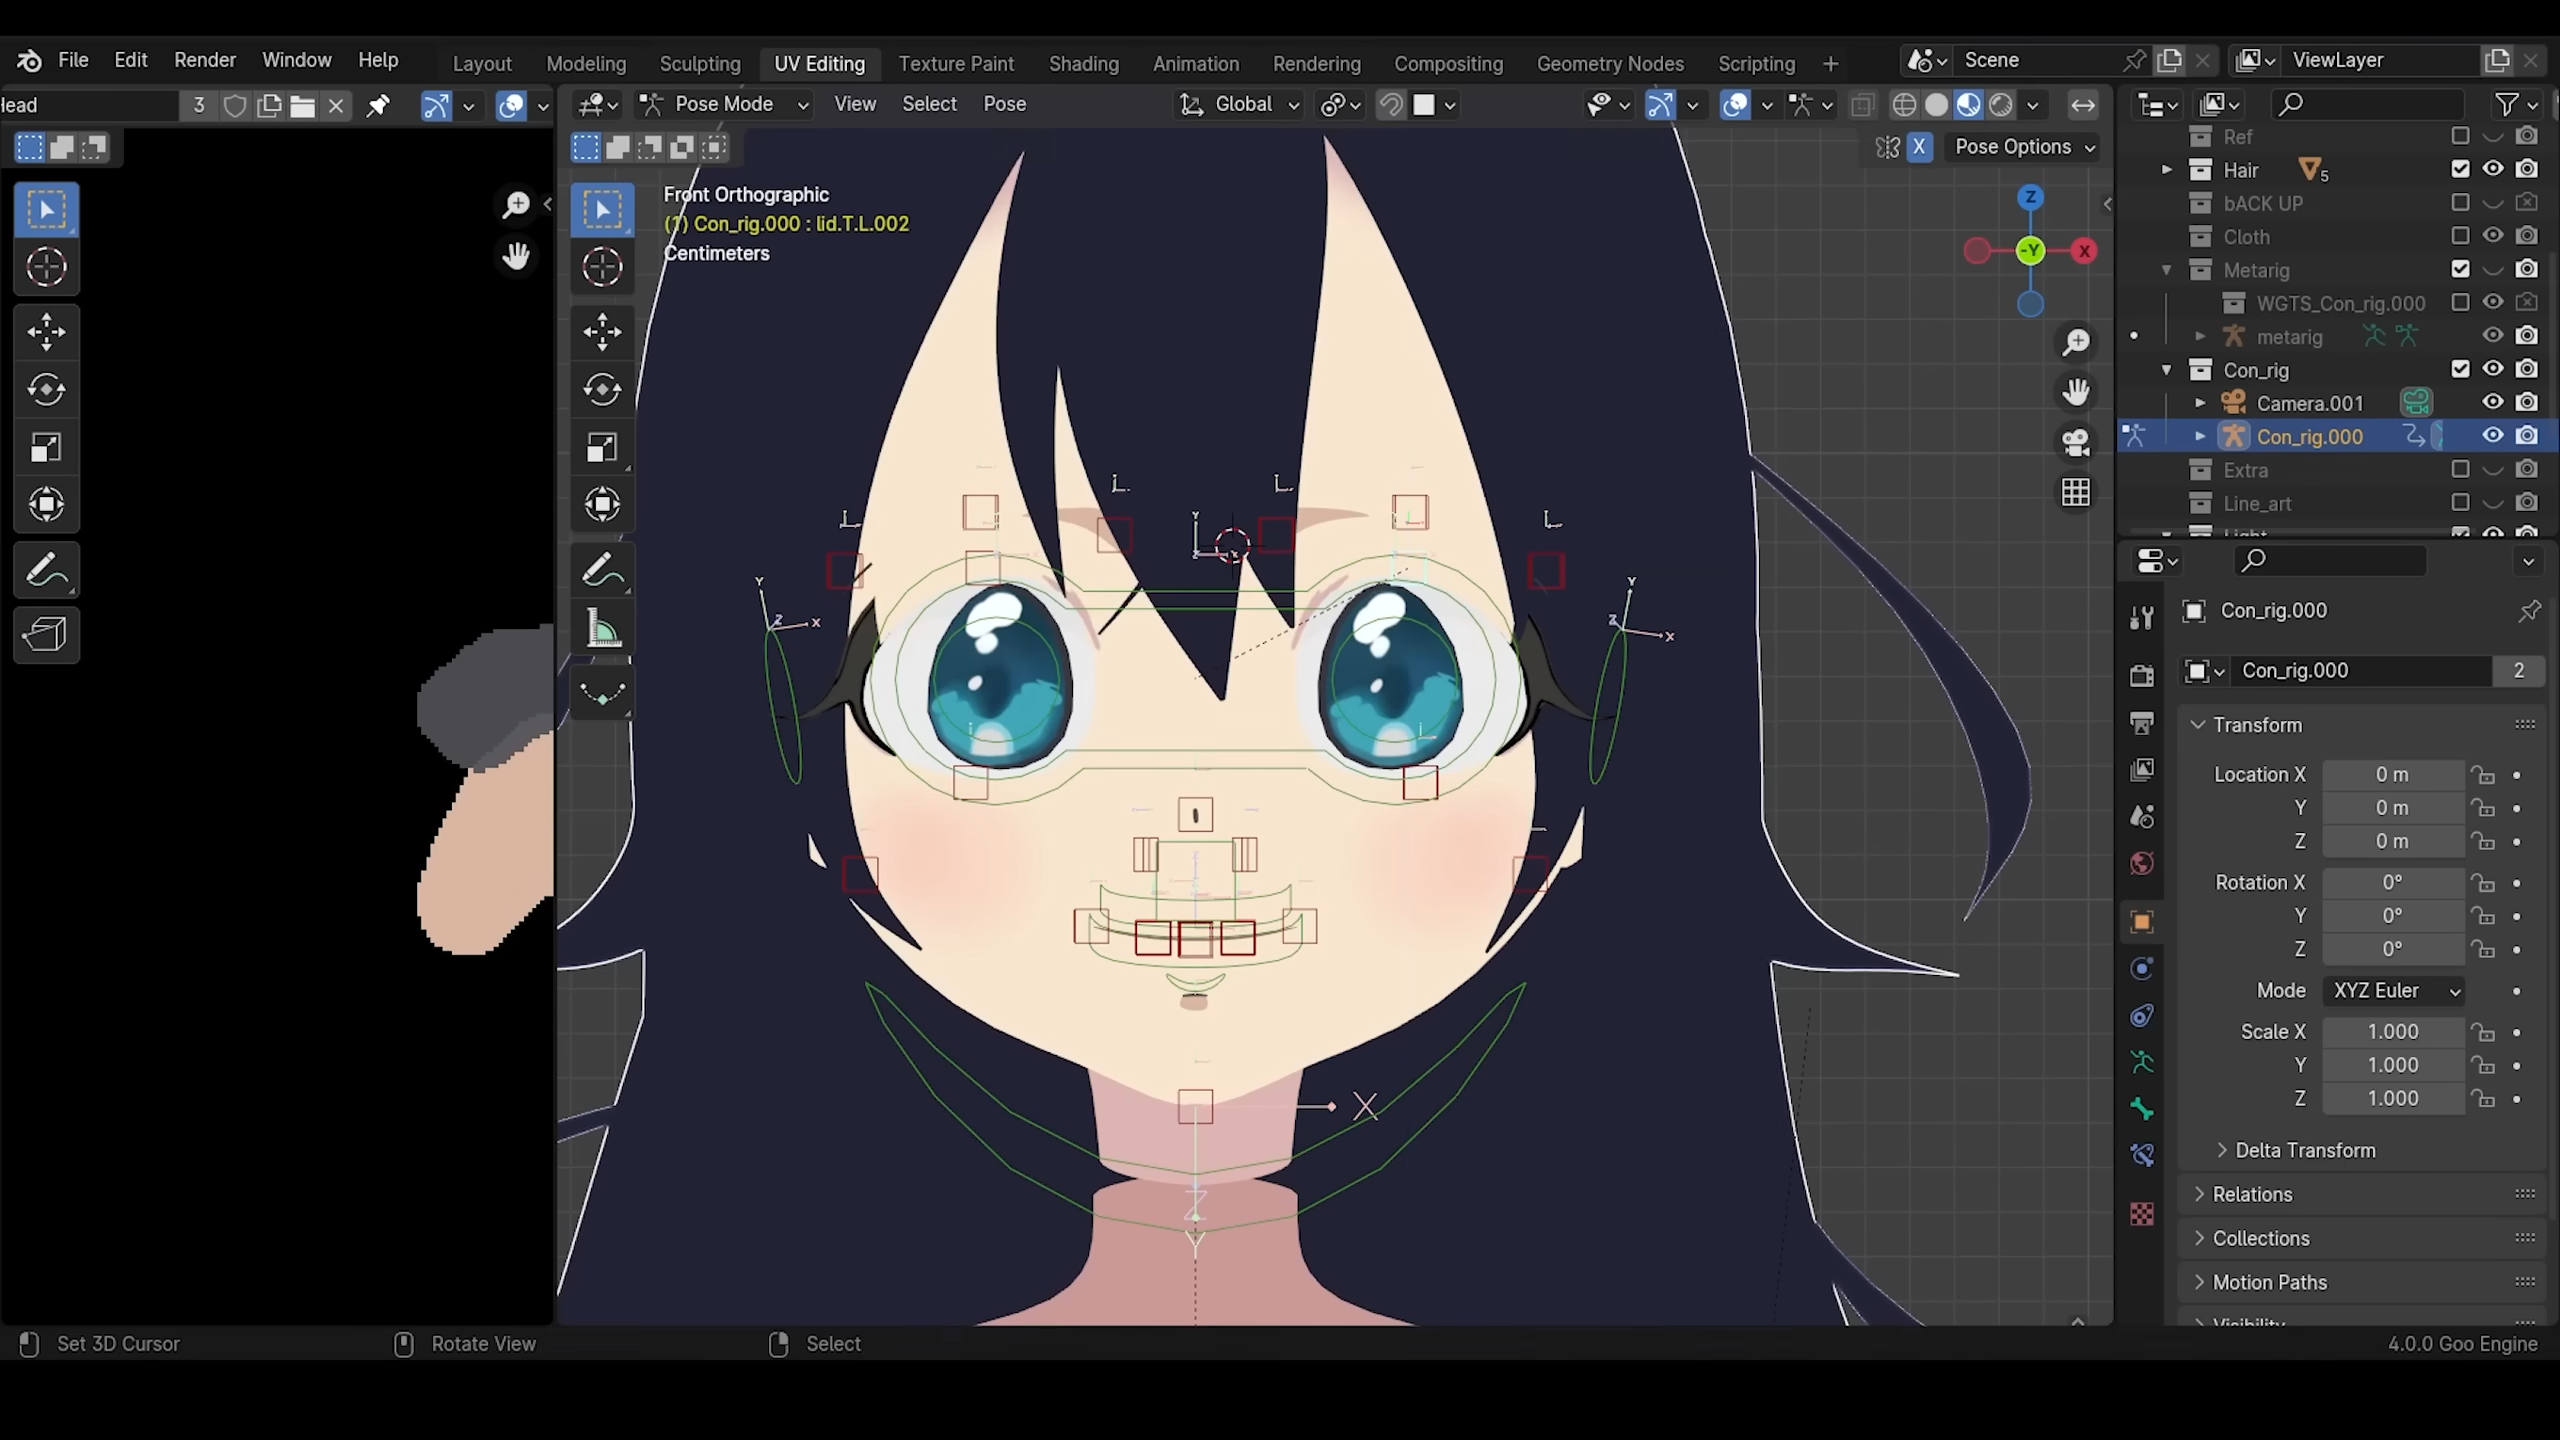 File Edit Render Window Help
Layout Modeling Sculpting UV Editing Texture Paint Shading Animation Rendering Compositing Geometry Nodes Scripting +
Scene
ViewLayer
3
Pose Mode View Select Pose Global
X Pose Options
Front Orthographic
(1) Con_rig.000 : lid.T.L.002
Centimeters
Z
-Y
X
Y
Z
X
Y
Z
X
Y
X
Z
Y
Ref
Hair 5
bACK UP
Cloth
Metarig
WGTS_Con_rig.000
metarig
Con_rig
Camera.001
Con_rig.000
Extra
Line_art
Light
Con_rig.000
Con_rig.000 2
Transform
Location X 0 m
Y 0 m
Z 0 m
Rotation X 0°
Y 0°
Z 0°
Mode XYZ Euler
Scale X 1.000
Y 1.000
Z 1.000
Delta Transform
Relations
Collections
Motion Paths
Visibility
Set 3D Cursor Rotate View Select 4.0.0 Goo Engine